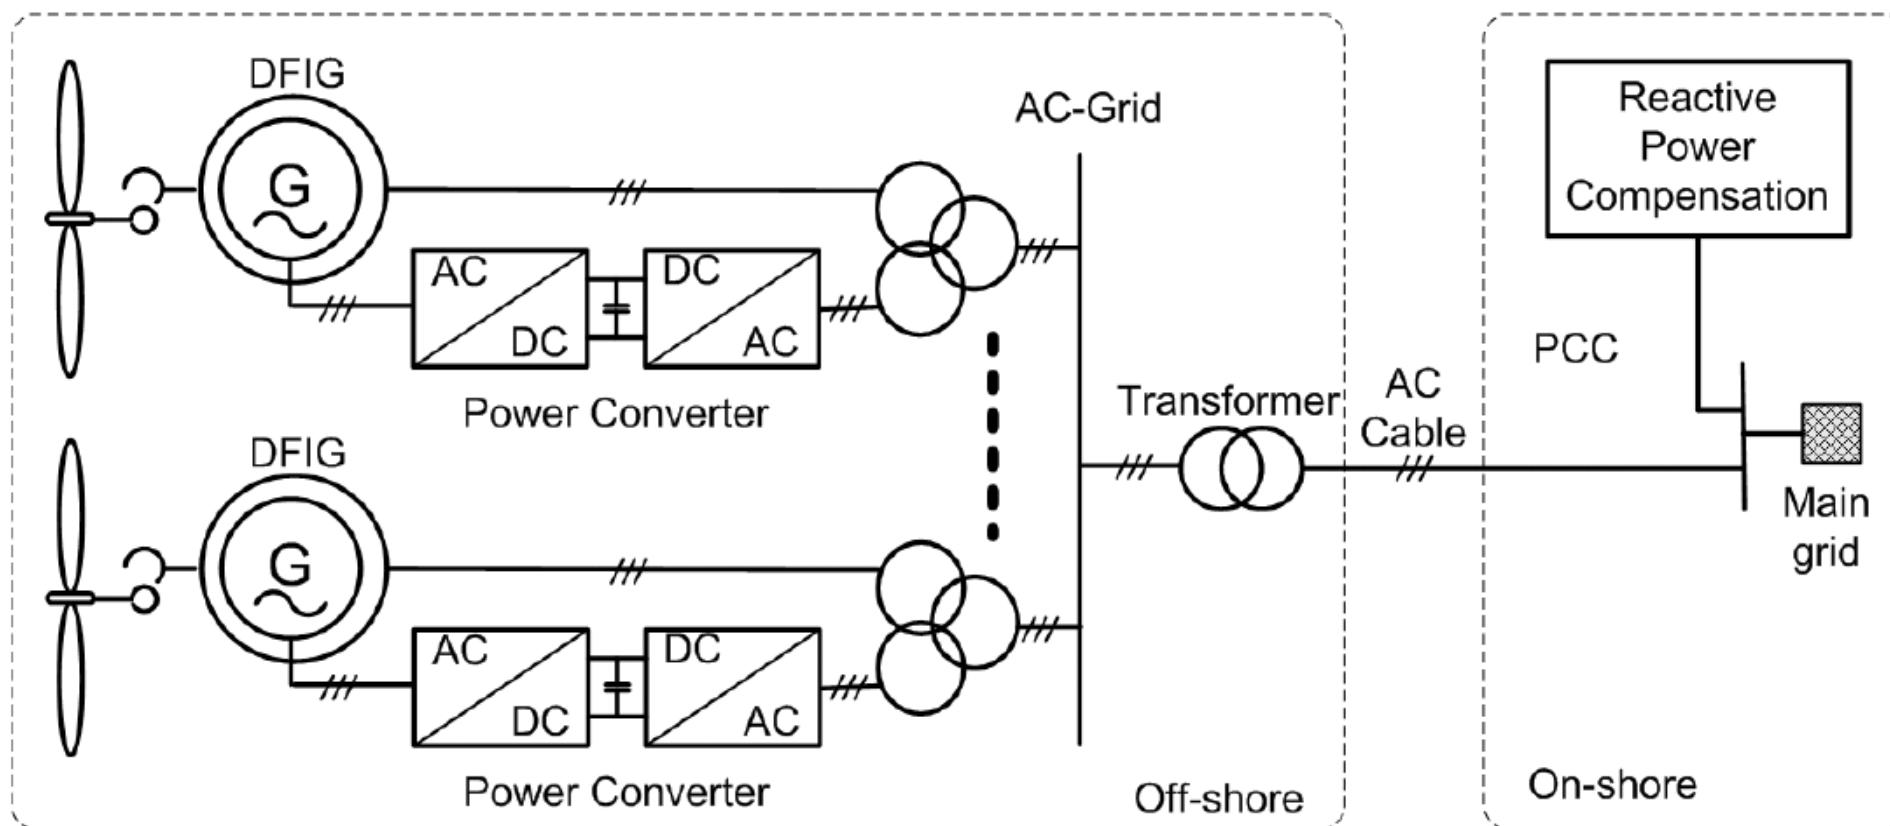 DFIG
G
AC
DC
DC
AC
Power Converter
DFIG
G
AC
DC
DC
AC
Power Converter
AC-Grid
Transformer
Off-shore
AC
Cable
Reactive
Power
Compensation
PCC
Main
grid
On-shore